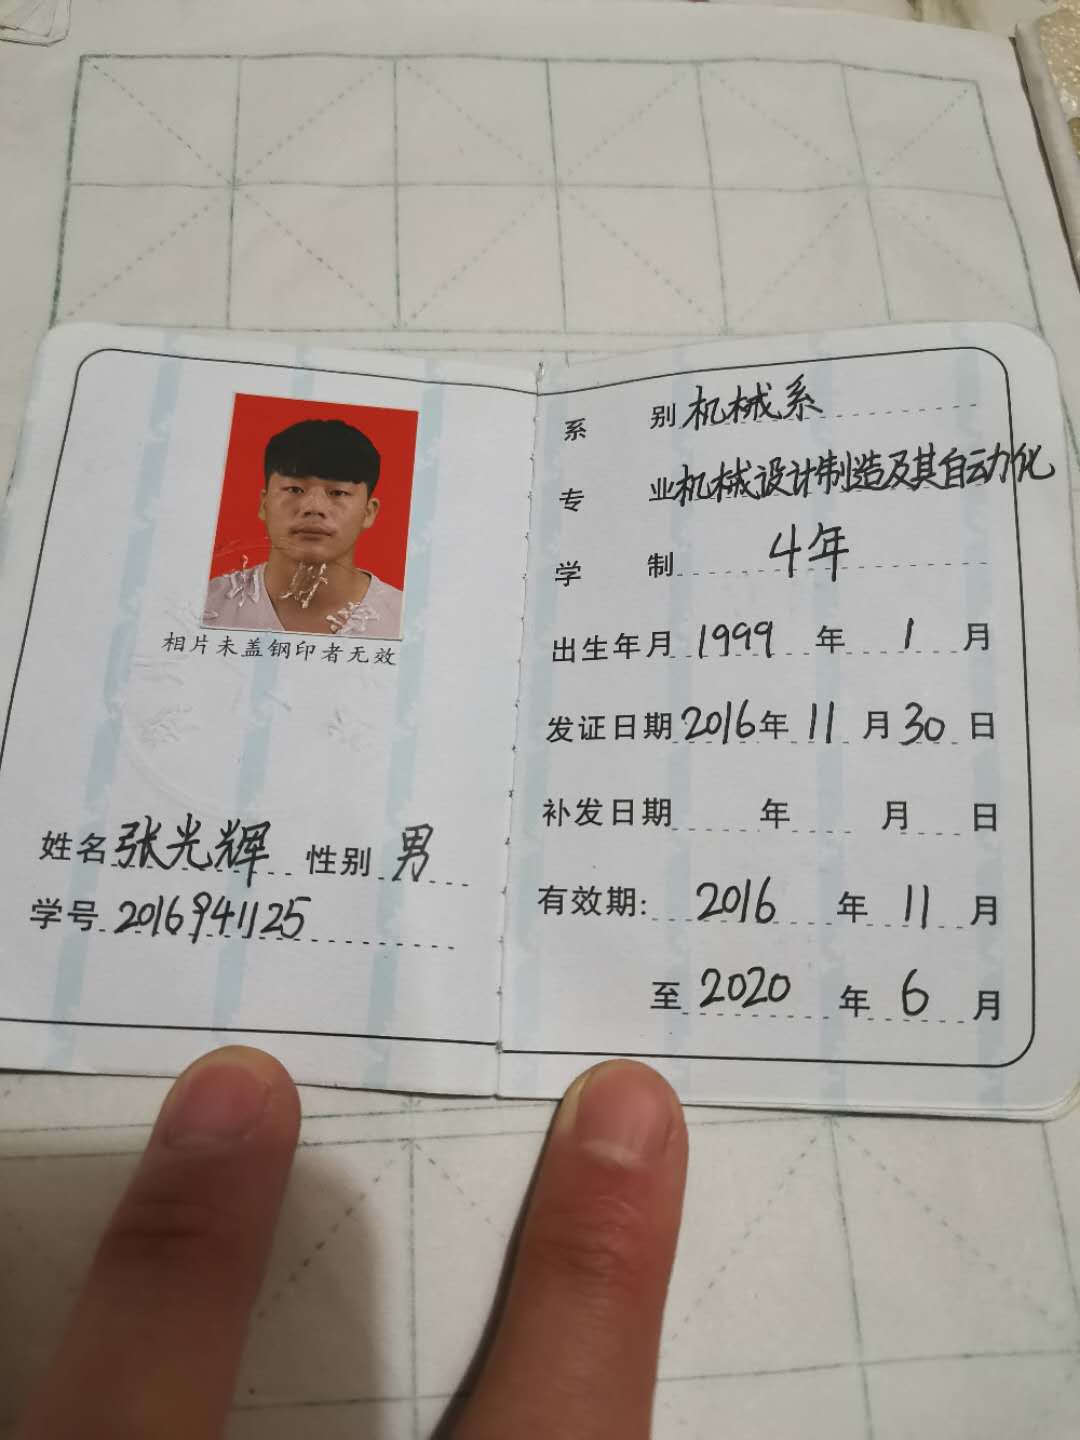 相片未盖钢印者无效
姓名 张光辉 性别 男
学号 2016941125
系 别 机械系
专 业 机械设计制造及其自动化
学 制 4年
出生年月 1999 年 1 月
发证日期 2016 年 11 月 30 日
补发日期 年 月 日
有效期: 2016 年 11 月
至 2020 年 6 月